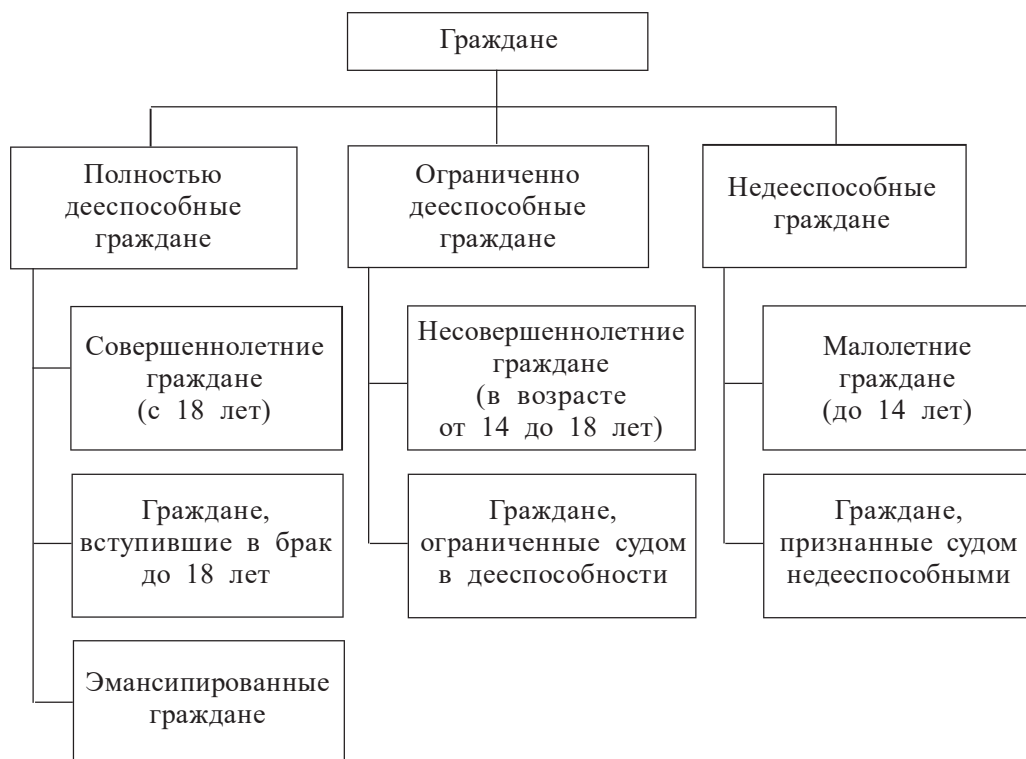 Граждане
Полностью
дееспособные
граждане
Ограниченно
дееспособные
граждане
Недееспособные
граждане
Совершеннолетние
граждане
(с 18 лет)
Несовершеннолетние
граждане
(в возрасте
от 14 до 18 лет)
Малолетние
граждане
(до 14 лет)
Граждане,
вступившие в брак
до 18 лет
Граждане,
ограниченные судом
в дееспособности
Граждане,
признанные судом
недееспособными
Эмансипированные
граждане